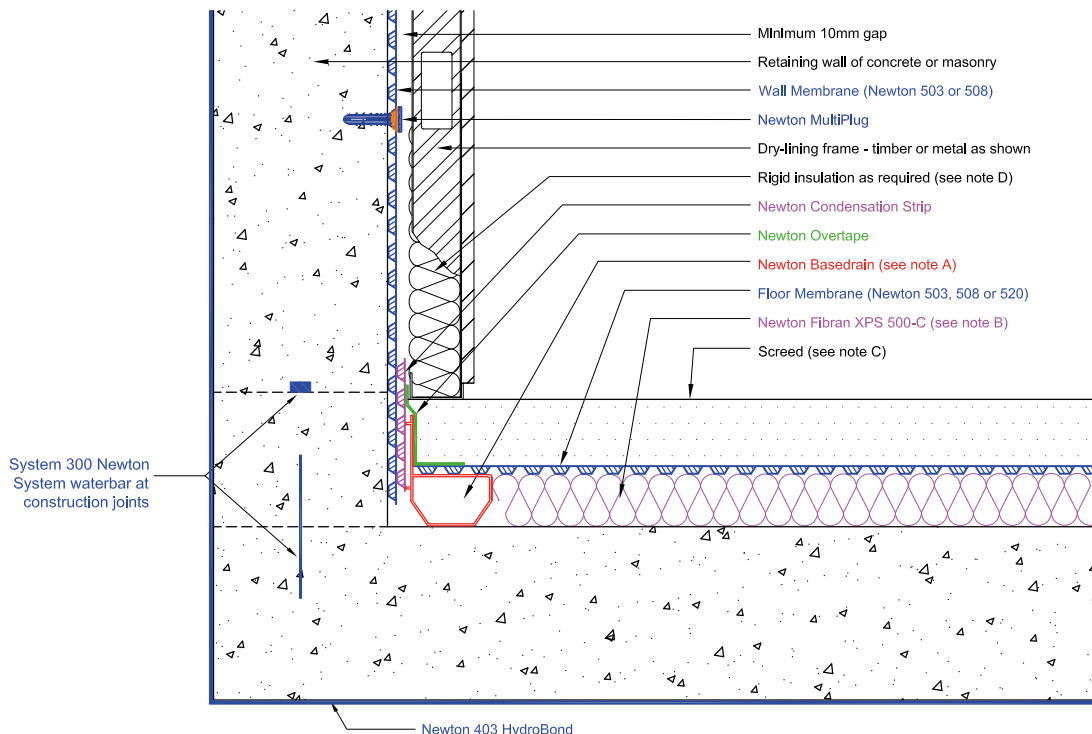 Minimum 10mm gap
Retaining wall of concrete or masonry
Wall Membrane (Newton 503 or 508)
Newton MultiPlug
Dry-lining frame - timber or metal as shown
Rigid insulation as required (see note D)
Newton Condensation Strip
Newton Overtape
Newton Basedrain (see note A)
Floor Membrane (Newton 503, 508 or 520)
Newton Fibran XPS 500-C (see note B)
Screed (see note C)
System 300 Newton
System waterbar at
construction joints
Newton 403 HydroBond